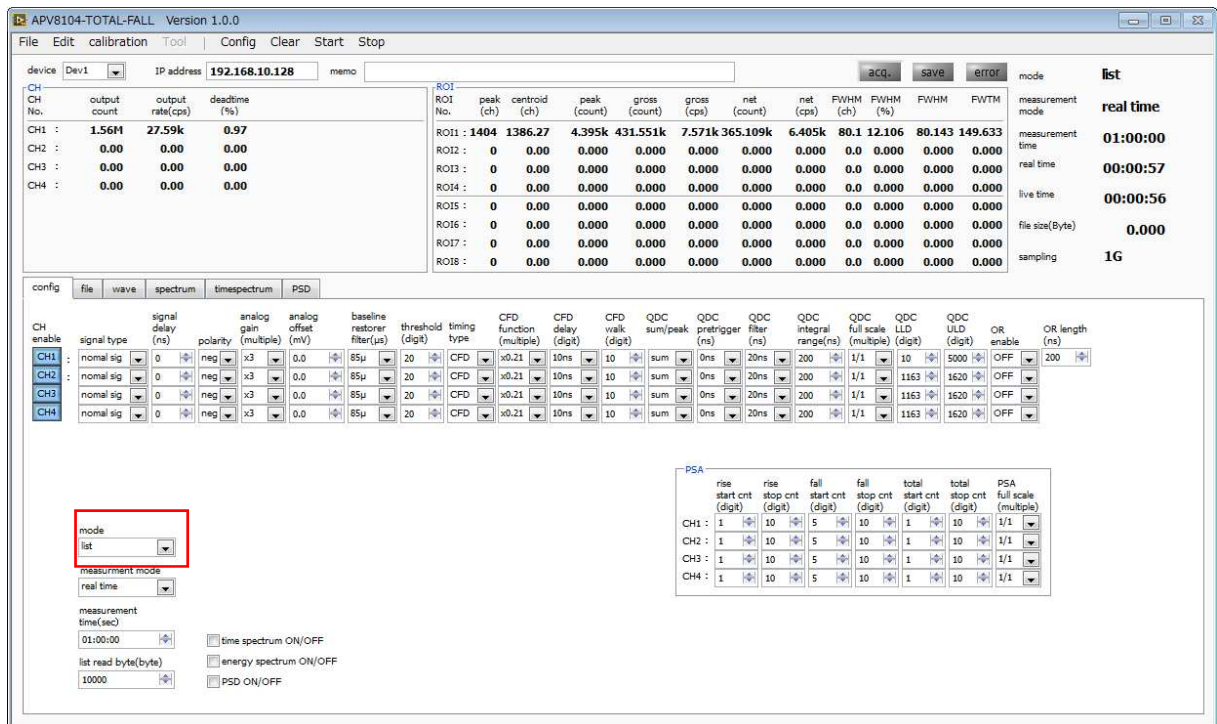 APV8104-TOTAL-FALL Version 1.0.0
File Edit calibration Tool | Config Clear Start Stop
device Dev1 IP address 192.168.10.128 memo acq. save error mode list
CH
CH No. output count output rate(cps) deadtime (%)
CH1 : 1.56M 27.59k 0.97
CH2 : 0.00 0.00 0.00
CH3 : 0.00 0.00 0.00
CH4 : 0.00 0.00 0.00
ROI
ROI No. peak (ch) centroid (ch) peak (count) gross (count) gross (cps) net (count) net (cps) FWHM (ch) FWHM (%) FWHM FWTM
ROI1 : 1404 1386.27 4.395k 431.551k 7.571k 365.109k 6.405k 80.1 12.106 80.143 149.633
ROI2 : 0 0.00 0.000 0.000 0.000 0.000 0.000 0.0 0.000 0.000 0.000
ROI3 : 0 0.00 0.000 0.000 0.000 0.000 0.000 0.0 0.000 0.000 0.000
ROI4 : 0 0.00 0.000 0.000 0.000 0.000 0.000 0.0 0.000 0.000 0.000
ROI5 : 0 0.00 0.000 0.000 0.000 0.000 0.000 0.0 0.000 0.000 0.000
ROI6 : 0 0.00 0.000 0.000 0.000 0.000 0.000 0.0 0.000 0.000 0.000
ROI7 : 0 0.00 0.000 0.000 0.000 0.000 0.000 0.0 0.000 0.000 0.000
ROI8 : 0 0.00 0.000 0.000 0.000 0.000 0.000 0.0 0.000 0.000 0.000
measurement mode real time
measurement time 01:00:00
real time 00:00:57
live time 00:00:56
file size(Byte) 0.000
sampling 1G
config file wave spectrum timespectrum PSD
CH enable signal type signal delay (ns) polarity analog gain (multiple) analog offset (mV) baseline restorer filter(μs) threshold (digit) timing type CFD function (multiple) CFD delay (digit) CFD walk (digit) QDC sum/peak QDC pretrigger (ns) QDC filter (ns) QDC integral range(ns) QDC full scale (multiple) QDC LLD (digit) QDC ULD (digit) OR enable OR length (ns)
CH1 : nomal sig 0 neg x3 0.0 85μ 20 CFD x0.21 10ns 10 sum 0ns 20ns 200 1/1 10 5000 OFF 200
CH2 : nomal sig 0 neg x3 0.0 85μ 20 CFD x0.21 10ns 10 sum 0ns 20ns 200 1/1 1163 1620 OFF
CH3 nomal sig 0 neg x3 0.0 85μ 20 CFD x0.21 10ns 10 sum 0ns 20ns 200 1/1 1163 1620 OFF
CH4 nomal sig 0 neg x3 0.0 85μ 20 CFD x0.21 10ns 10 sum 0ns 20ns 200 1/1 1163 1620 OFF
PSA
rise start cnt (digit) rise stop cnt (digit) fall start cnt (digit) fall stop cnt (digit) total start cnt (digit) total stop cnt (digit) PSA full scale (multiple)
CH1 : 1 10 5 10 1 10 1/1
CH2 : 1 10 5 10 1 10 1/1
CH3 : 1 10 5 10 1 10 1/1
CH4 : 1 10 5 10 1 10 1/1
mode
list
measurment mode
real time
measurement
time(sec)
01:00:00 time spectrum ON/OFF
list read byte(byte) energy spectrum ON/OFF
10000 PSD ON/OFF